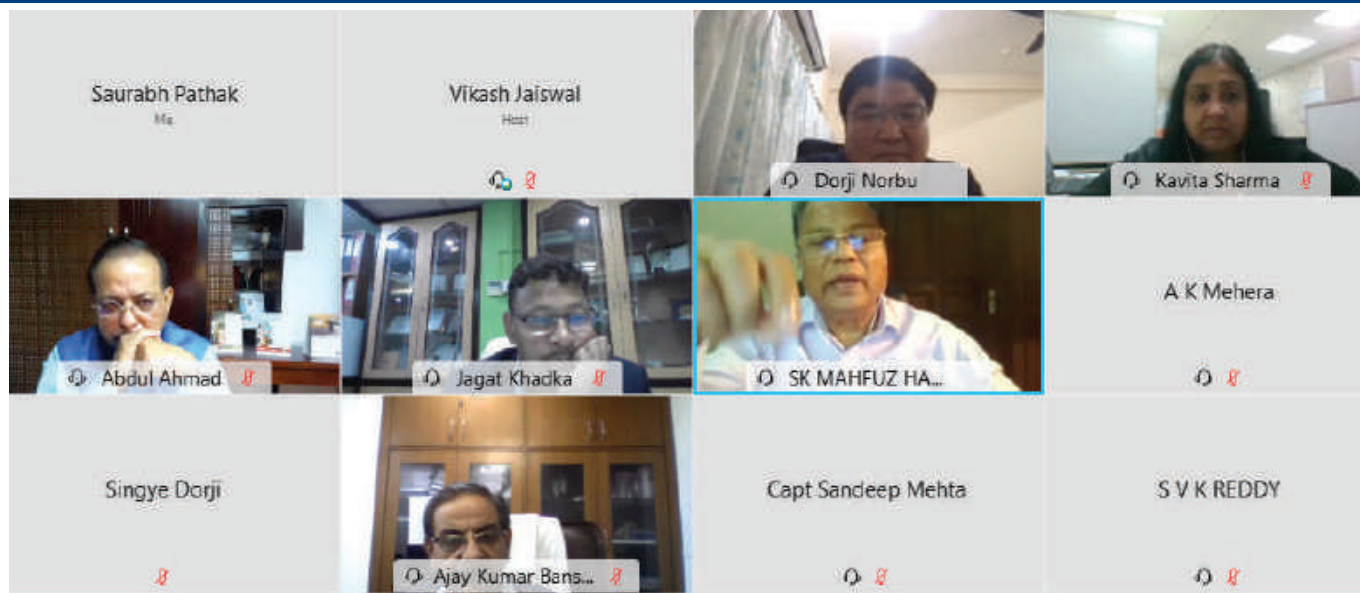 Saurabh Pathak
Me
Vikash Jaiswal
Host
Dorji Norbu
Kavita Sharma
Abdul Ahmad
Jagat Khadka
SK MAHFUZ HA...
A K Mehera
Singye Dorji
Ajay Kumar Bans...
Capt Sandeep Mehta
S V K REDDY